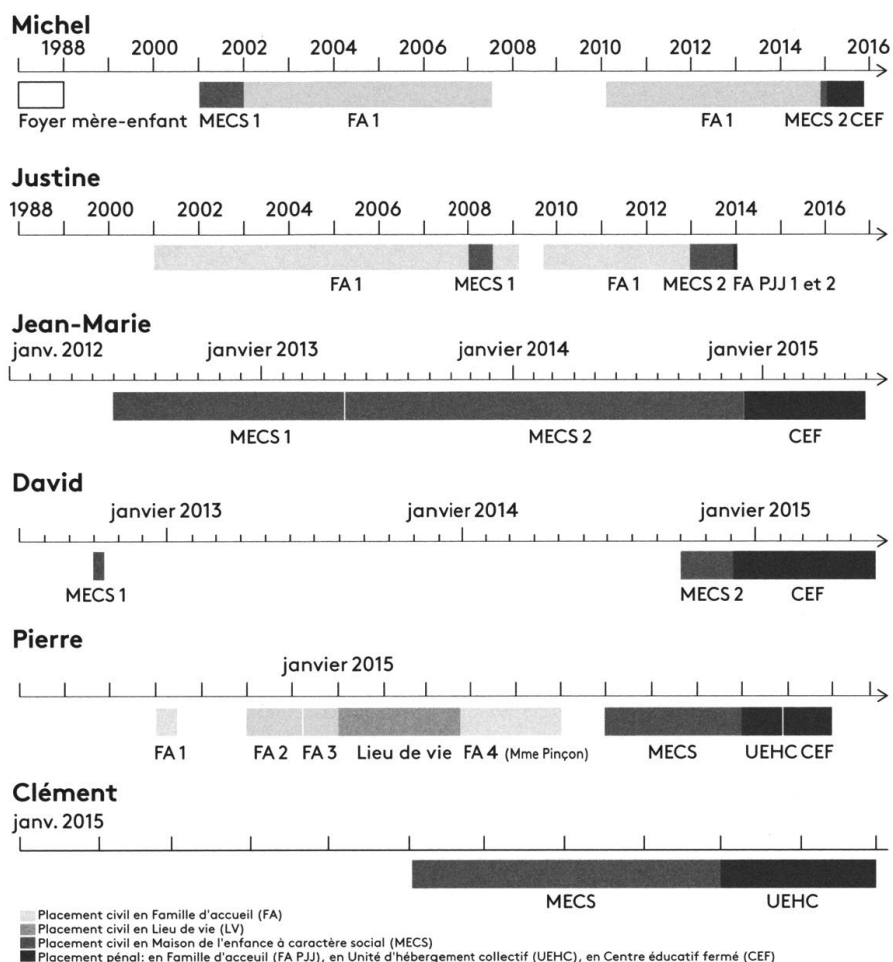 Michel
1988 2000 2002 2004 2006 2008 2010 2012 2014 2016
Foyer mère-enfant MECS 1 FA 1 FA 1 MECS 2 CEF
Justine
1988 2000 2002 2004 2006 2008 2010 2012 2014 2016
FA 1 MECS 1 FA 1 MECS 2 FA PJJ 1 et 2
Jean-Marie
janv. 2012 janvier 2013 janvier 2014 janvier 2015
MECS 1 MECS 2 CEF
David
janvier 2013 janvier 2014 janvier 2015
MECS 1 MECS 2 CEF
Pierre
janvier 2015
FA 1 FA 2 FA 3 Lieu de vie FA 4 (Mme Pinçon) MECS UEHC CEF
Clément
janv. 2015
MECS UEHC
Placement civil en Famille d'accueil (FA)
Placement civil en Lieu de vie (LV)
Placement civil en Maison de l'enfance à caractère social (MECS)
Placement pénal: en Famille d'acceuil (FA PJJ), en Unité d'hébergement collectif (UEHC), en Centre éducatif fermé (CEF)